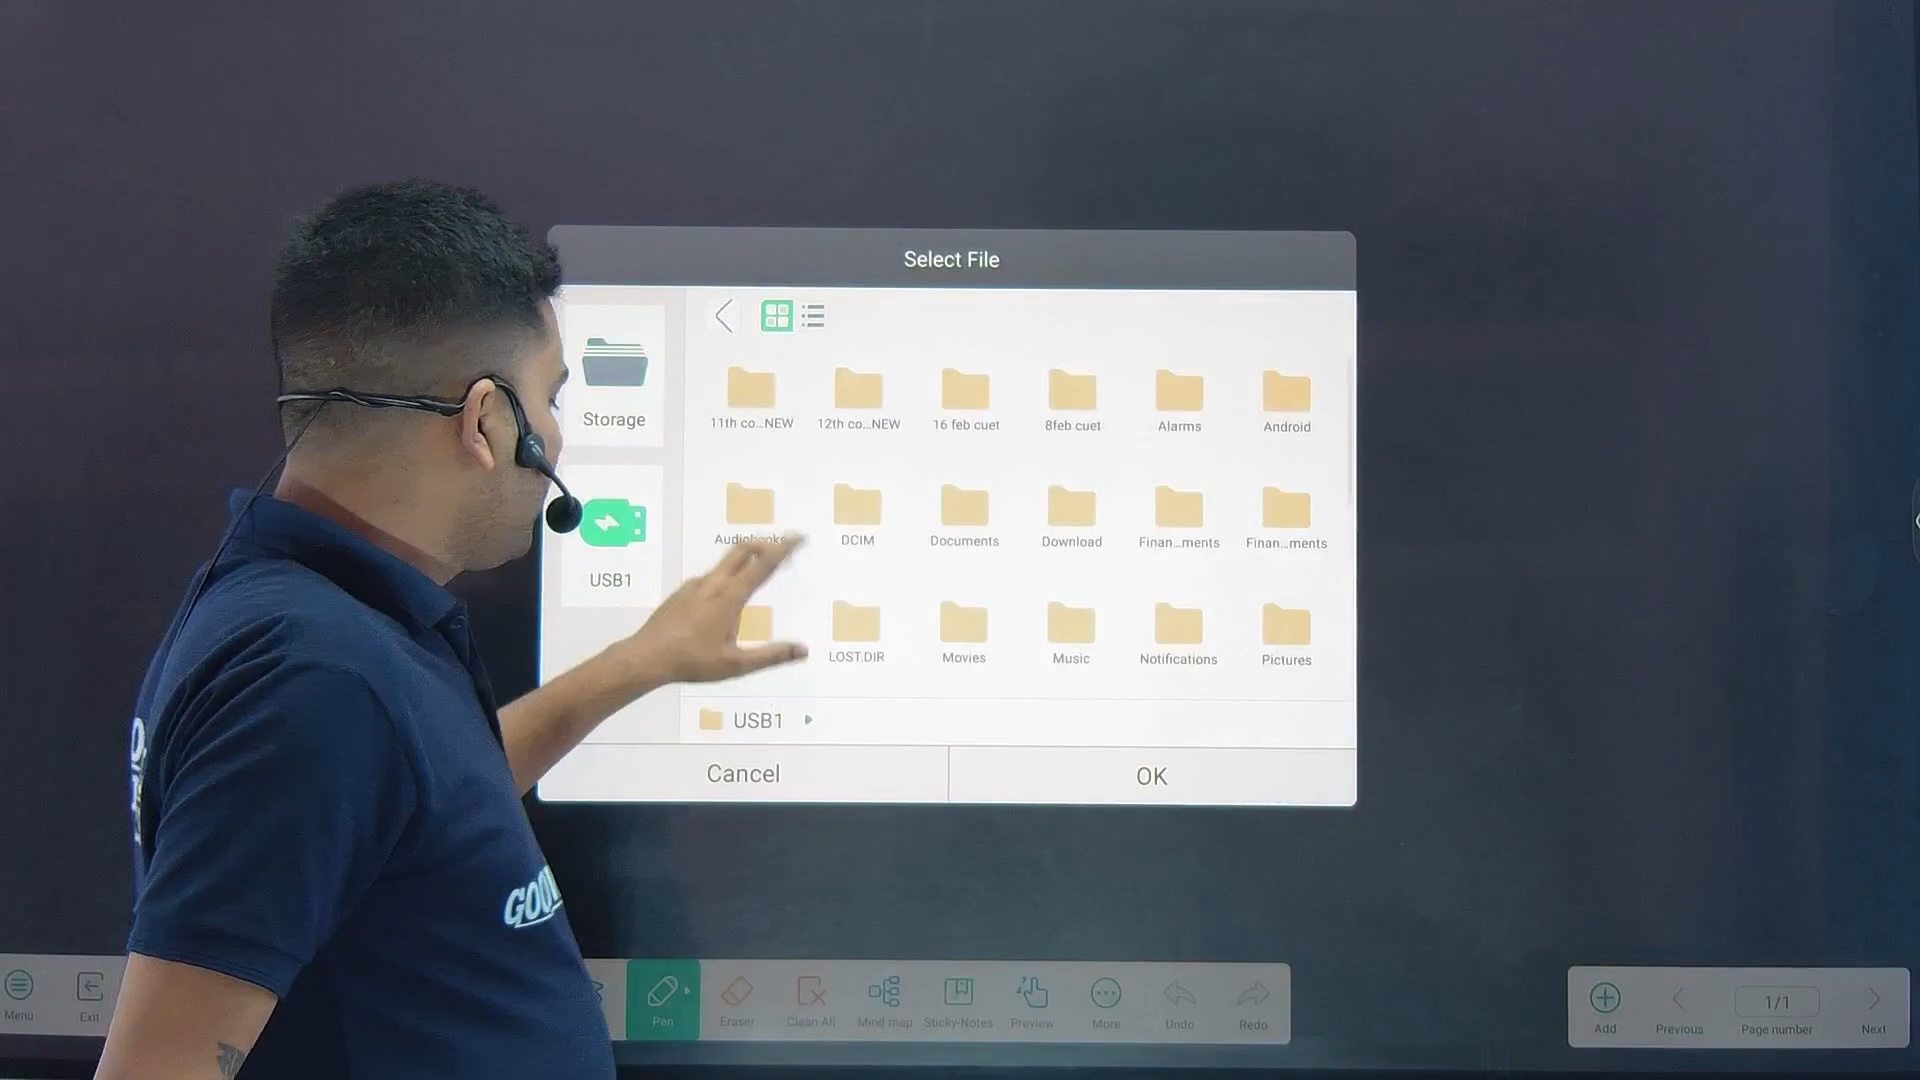 Select File
Storage
USB1
11th co...NEW
12th co...NEW
16 feb cuet
8feb cuet
Alarms
Android
Audiobooks
DCIM
Documents
Download
Finan...ments
Finan...ments
LOST.DIR
Movies
Music
Notifications
Pictures
USB1
Cancel
OK
GOO
Menu
Exit
Pen
Eraser
Clean All
Mind map
Sticky-Notes
Preview
More
Undo
Redo
Add
Previous
1/1
Page number
Next